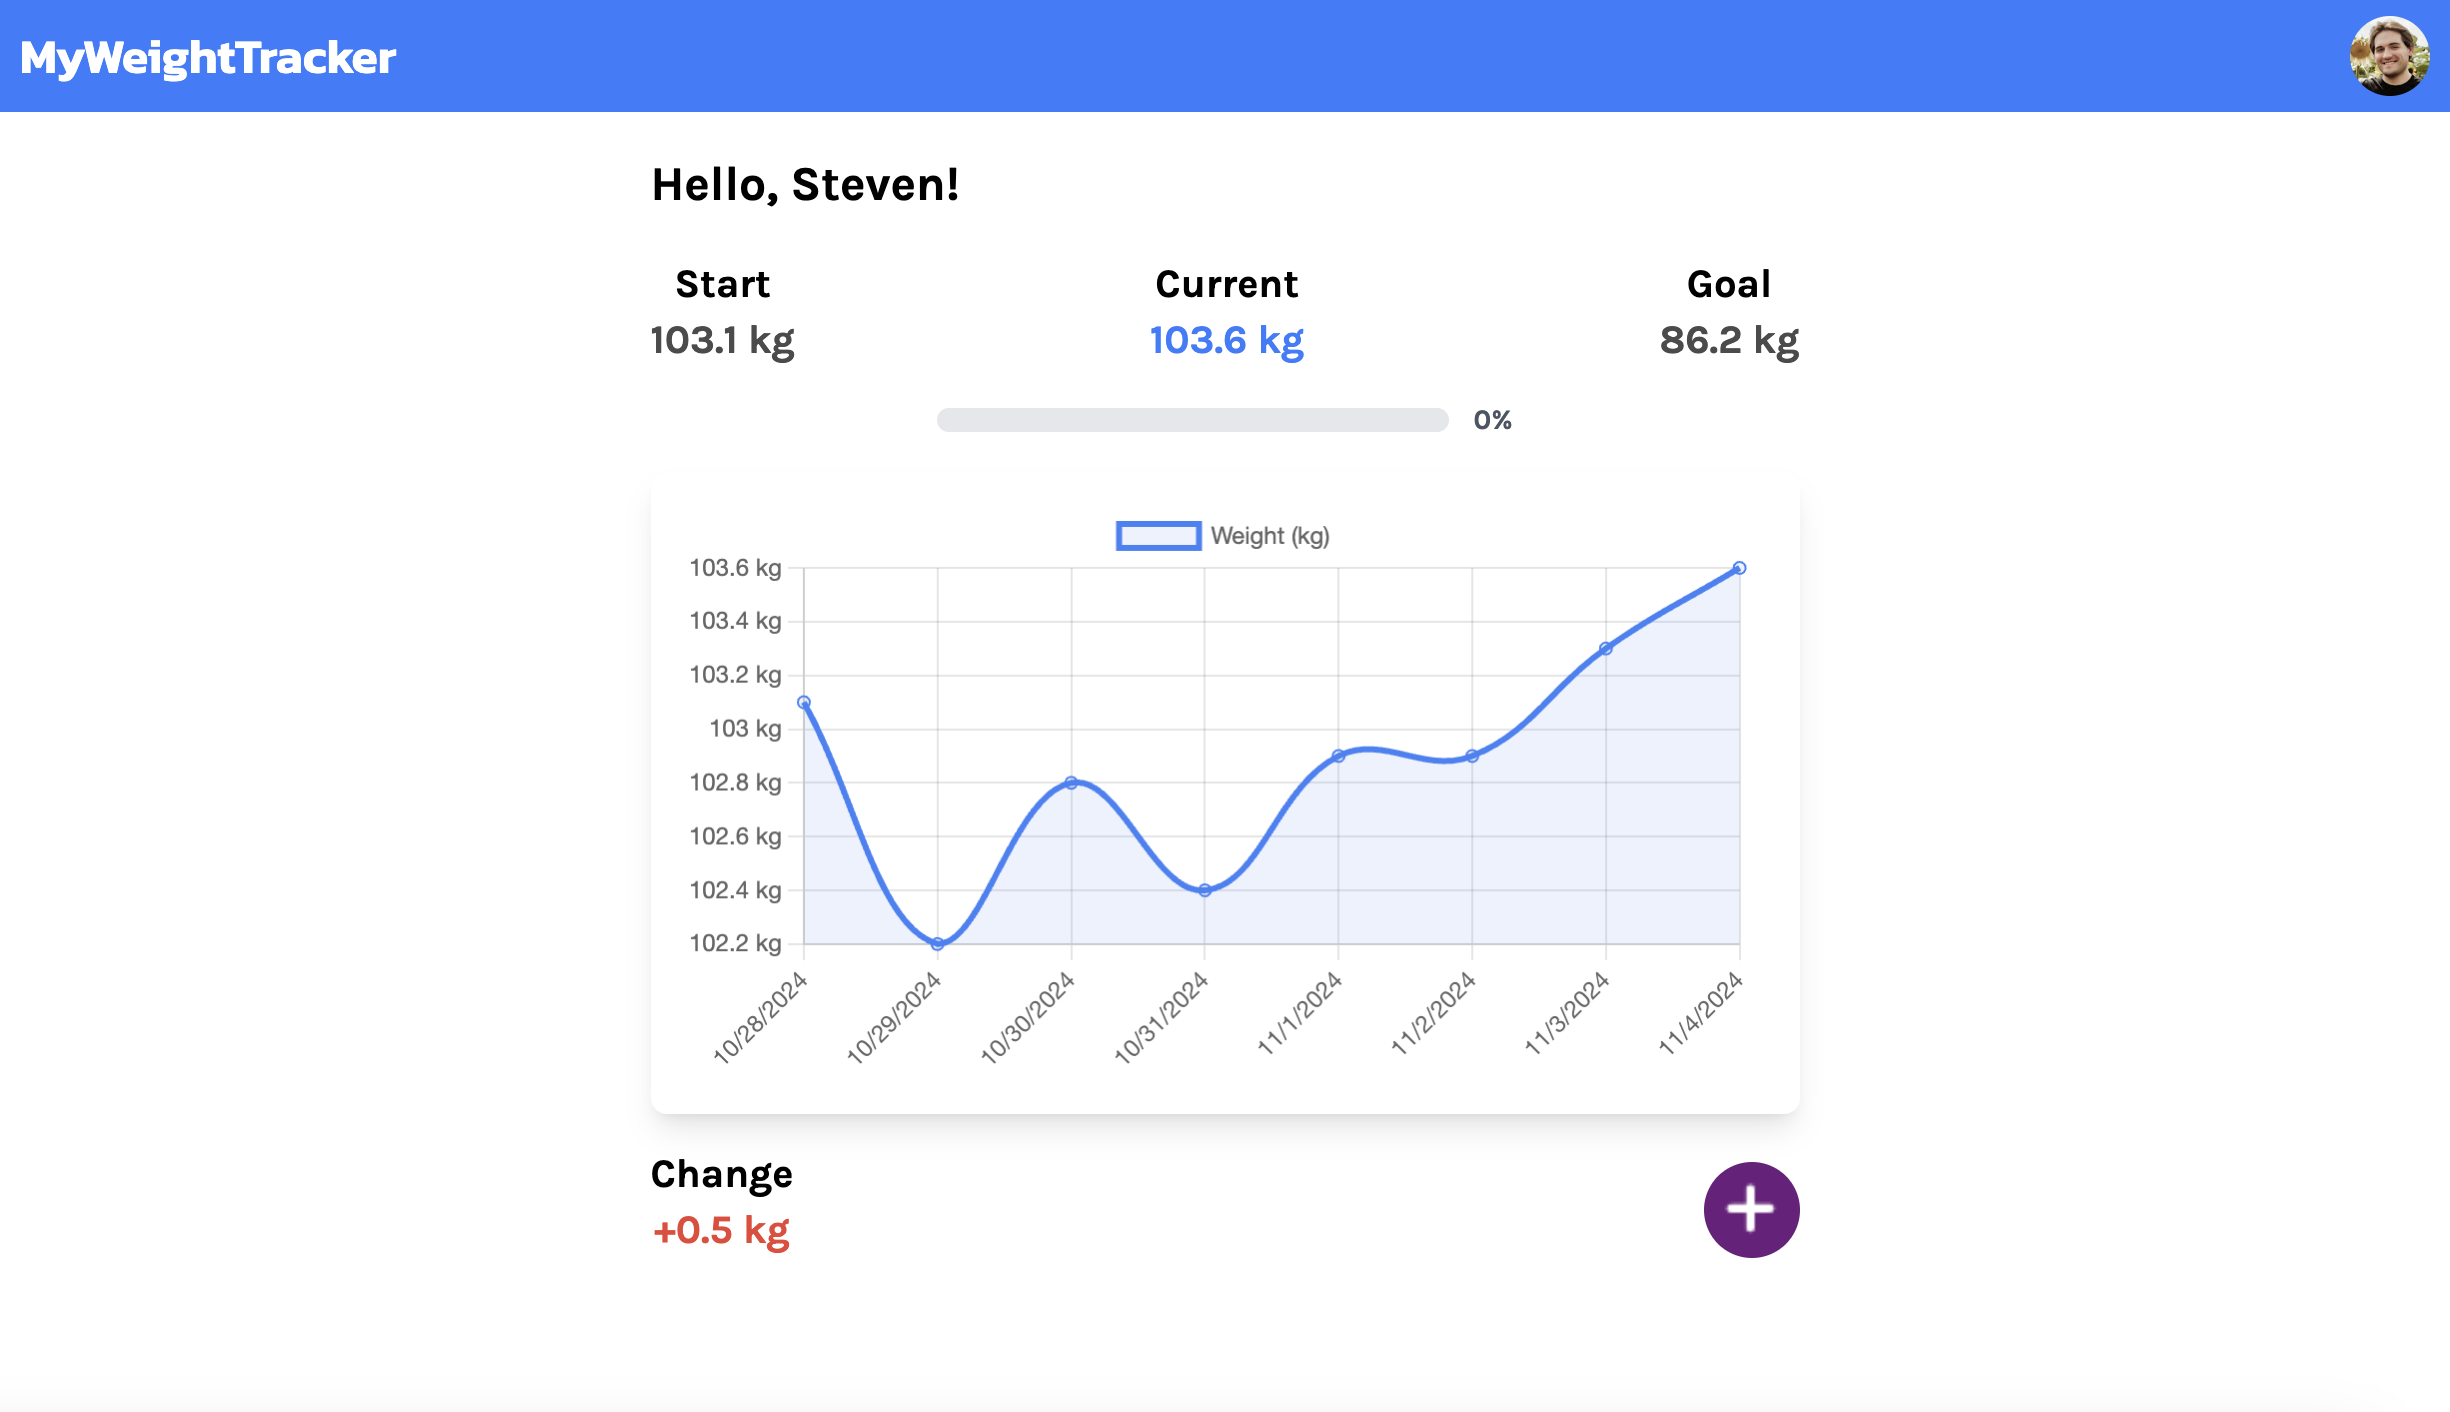 MyWeightTracker
Hello, Steven!
Start
Current
Goal
103.1 kg
103.6 kg
86.2 kg
0%
Weight (kg)
103.6 kg
103.4 kg
103.2 kg
103 kg
102.8 kg
102.6 kg
102.4 kg
102.2 kg
10/28/2024
10/29/2024
10/30/2024
10/31/2024
11/1/2024
11/2/2024
11/3/2024
11/4/2024
Change
+0.5 kg